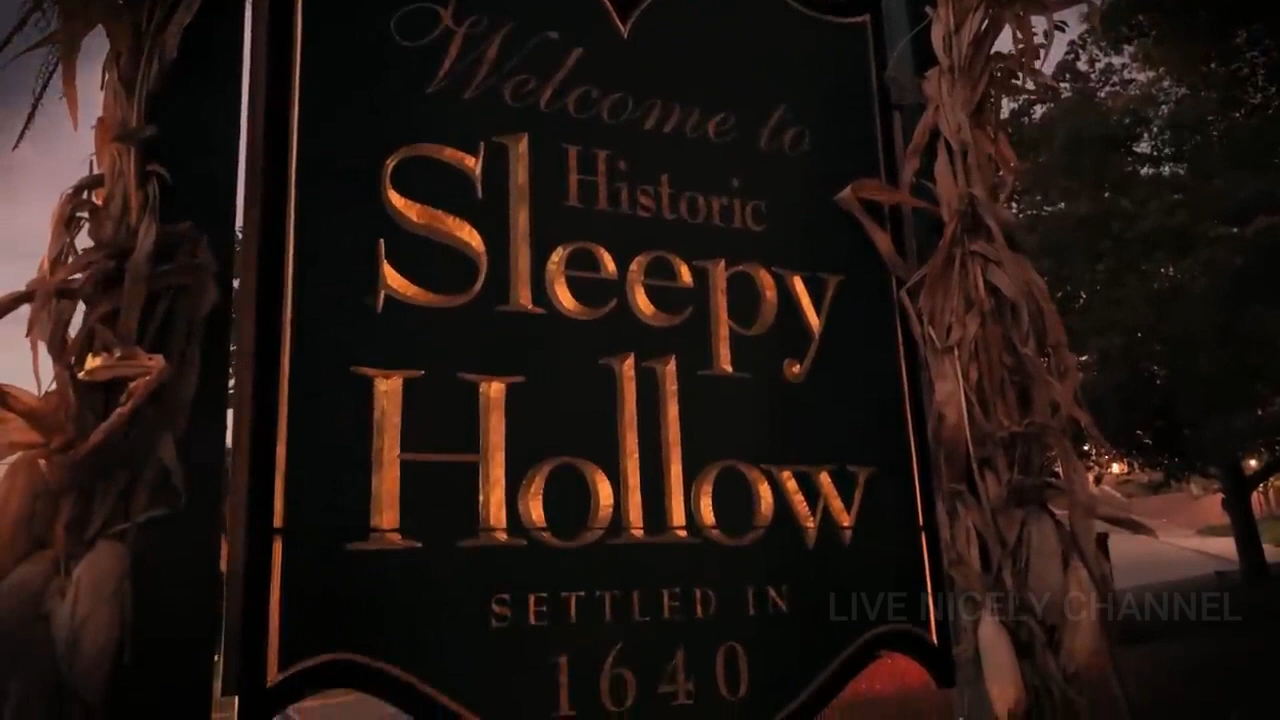 Welcome to
Historic
Sleepy
Hollow
SETTLED IN
1640
LIVE NICELY CHANNEL